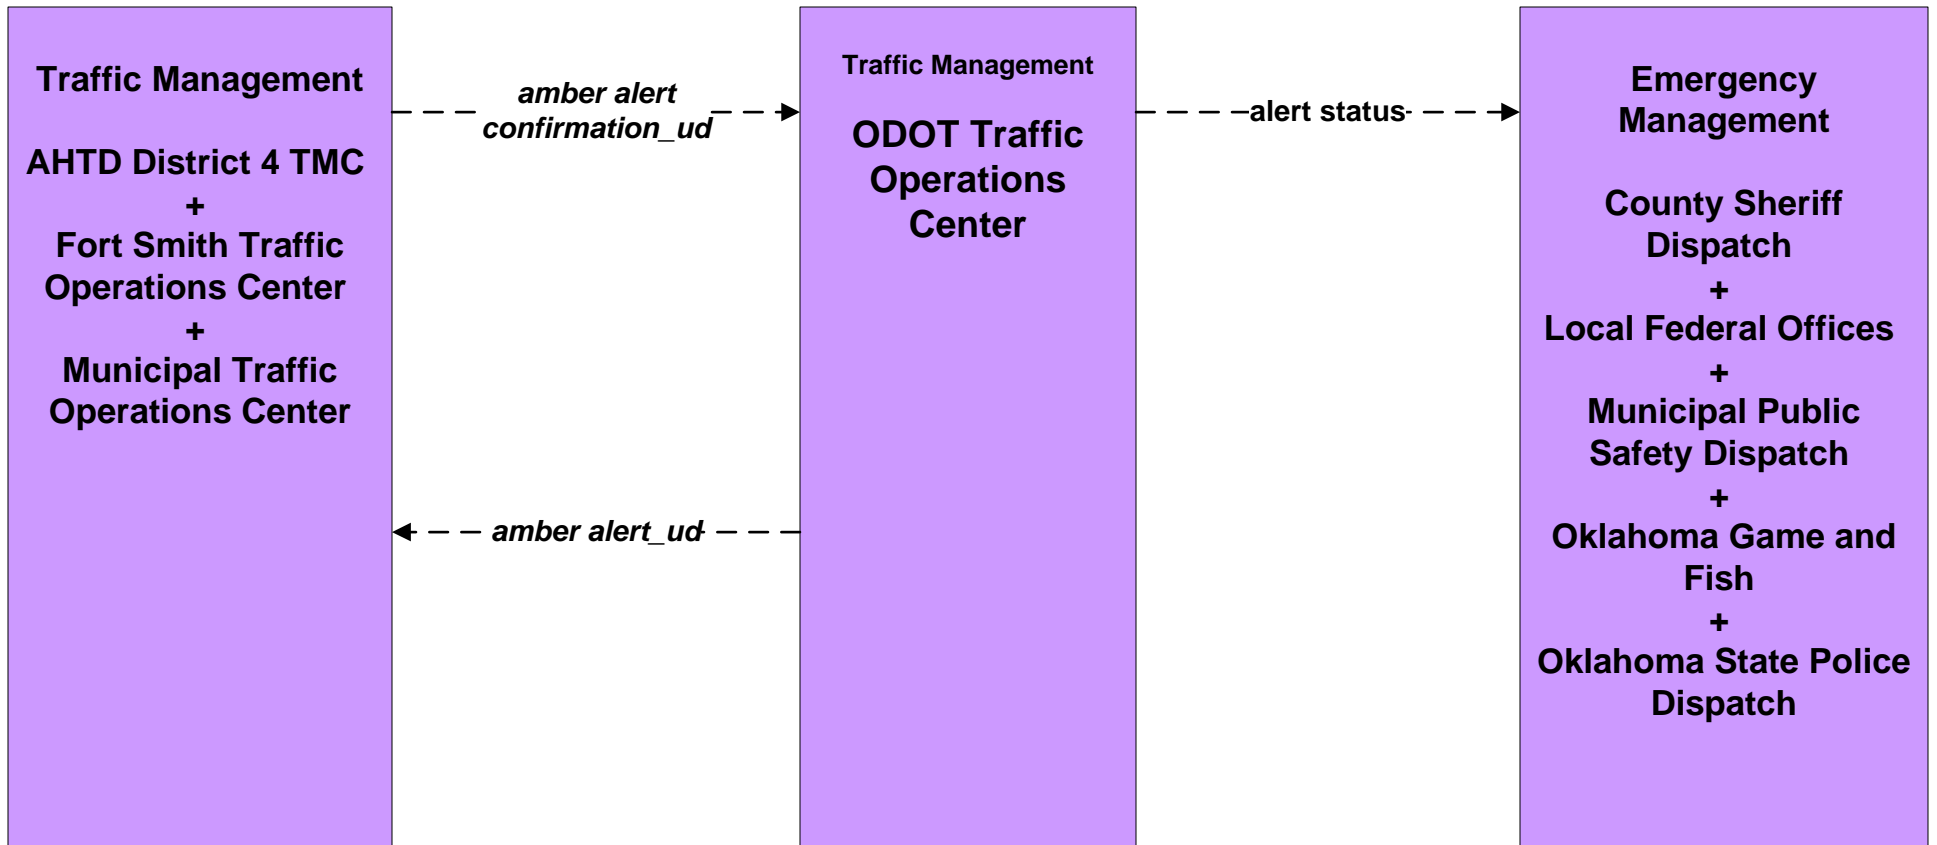 Traffic Management
AHTD District 4 TMC
+
Fort Smith Traffic
Operations Center
+
Municipal Traffic
Operations Center
amber alert
confirmation_ud
amber alert_ud
Traffic Management
ODOT Traffic
Operations
Center
alert status
Emergency
Management
County Sheriff
Dispatch
+
Local Federal Offices
+
Municipal Public
Safety Dispatch
+
Oklahoma Game and
Fish
+
Oklahoma State Police
Dispatch